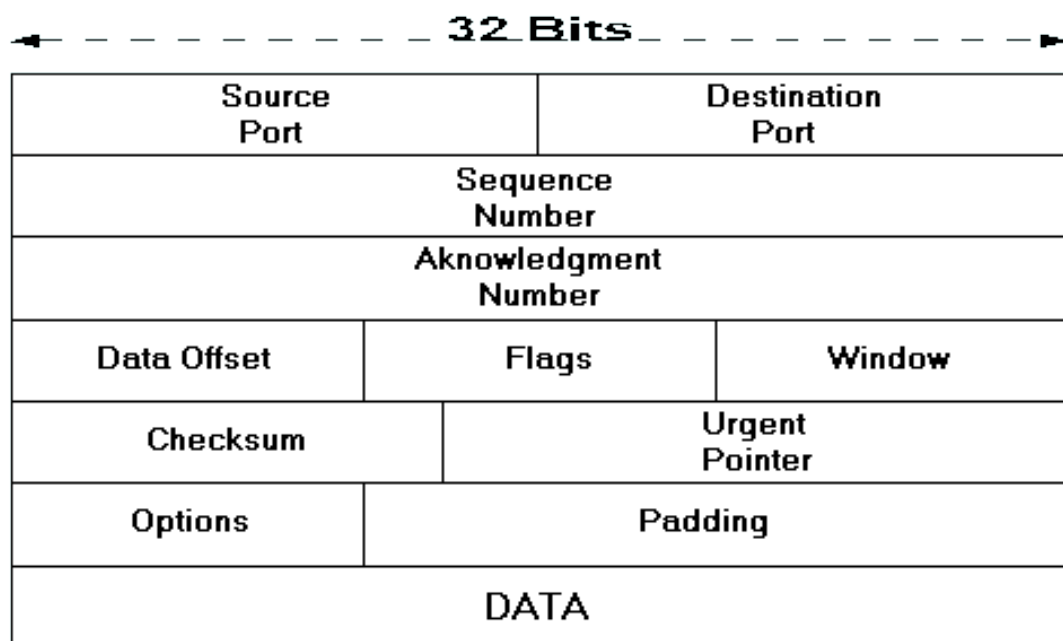 32 Bits
Source
Port
Destination
Port
Sequence
Number
Aknowledgment
Number
Data Offset
Flags
Window
Checksum
Urgent
Pointer
Options
Padding
DATA